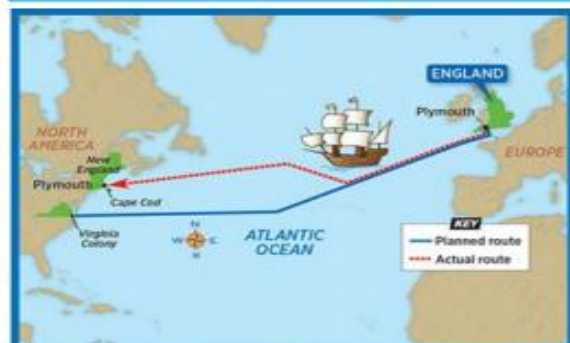 ENGLAND
Plymouth
NORTH
AMERICA
EUROPE
New
England
Plymouth
Cape Cod
Virginia
Colony
N
W
E
S
ATLANTIC
OCEAN
KEY
Planned route
Actual route